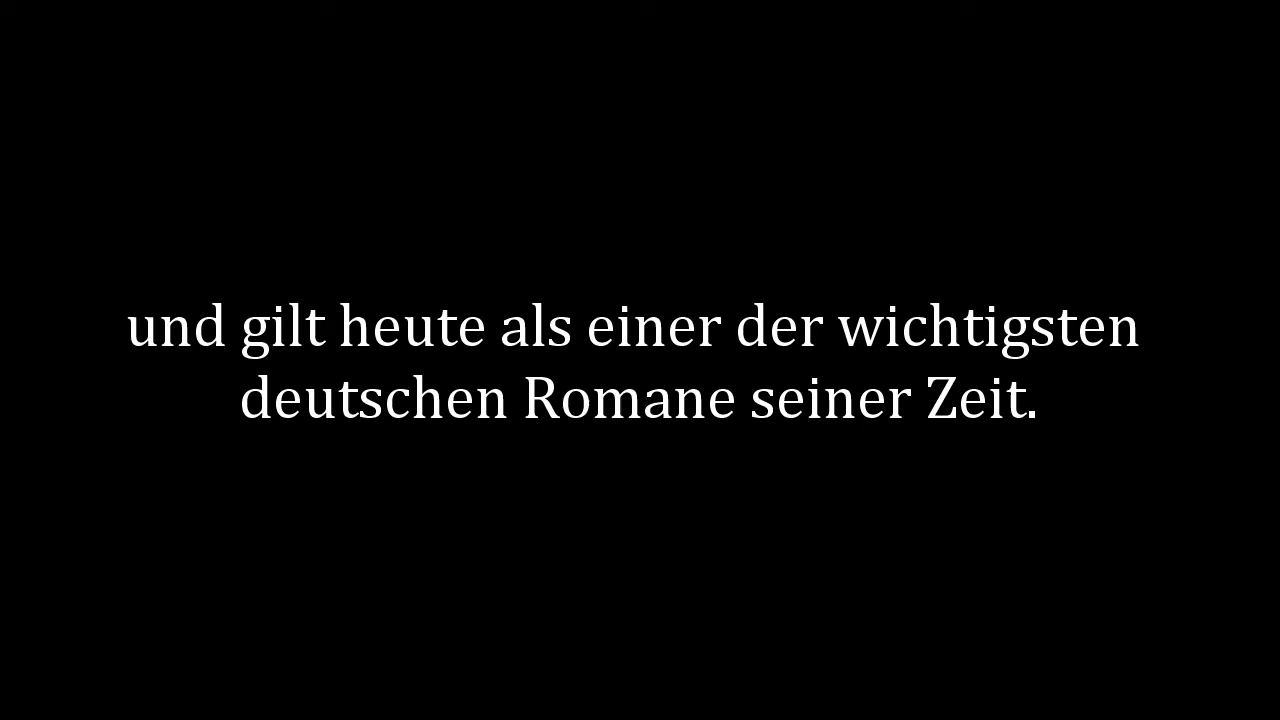 und gilt heute als einer der wichtigsten
deutschen Romane seiner Zeit.